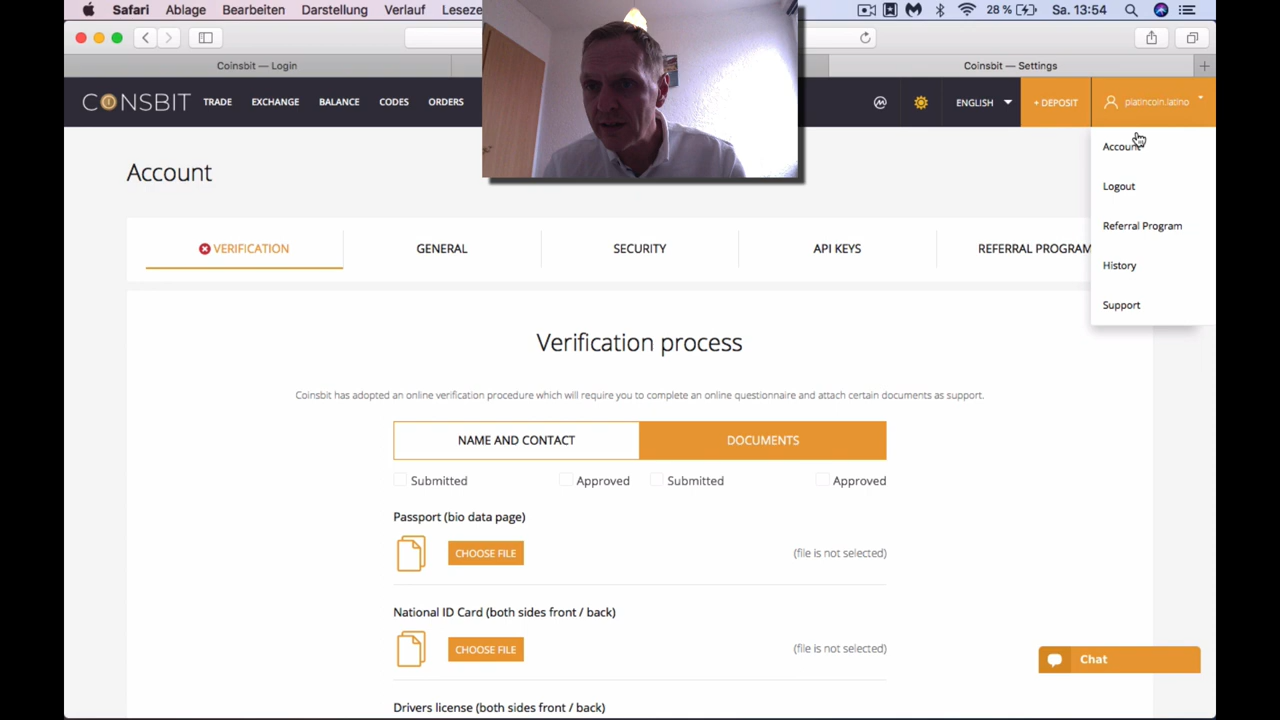 Safari Ablage Bearbeiten Darstellung Verlauf Leseze 28 % Sa. 13:54
Coinsbit — Login
Coinsbit — Settings
CONSBIT TRADE EXCHANGE BALANCE CODES ORDERS ENGLISH + DEPOSIT platincoin.latino
Account
Logout
Referral Program
History
Support
Account
VERIFICATION GENERAL SECURITY API KEYS REFERRAL PROGRAM
Verification process
Coinsbit has adopted an online verification procedure which will require you to complete an online questionnaire and attach certain documents as support.
NAME AND CONTACT DOCUMENTS
Submitted Approved Submitted Approved
Passport (bio data page)
CHOOSE FILE (file is not selected)
National ID Card (both sides front / back)
CHOOSE FILE (file is not selected)
Drivers license (both sides front / back)
Chat